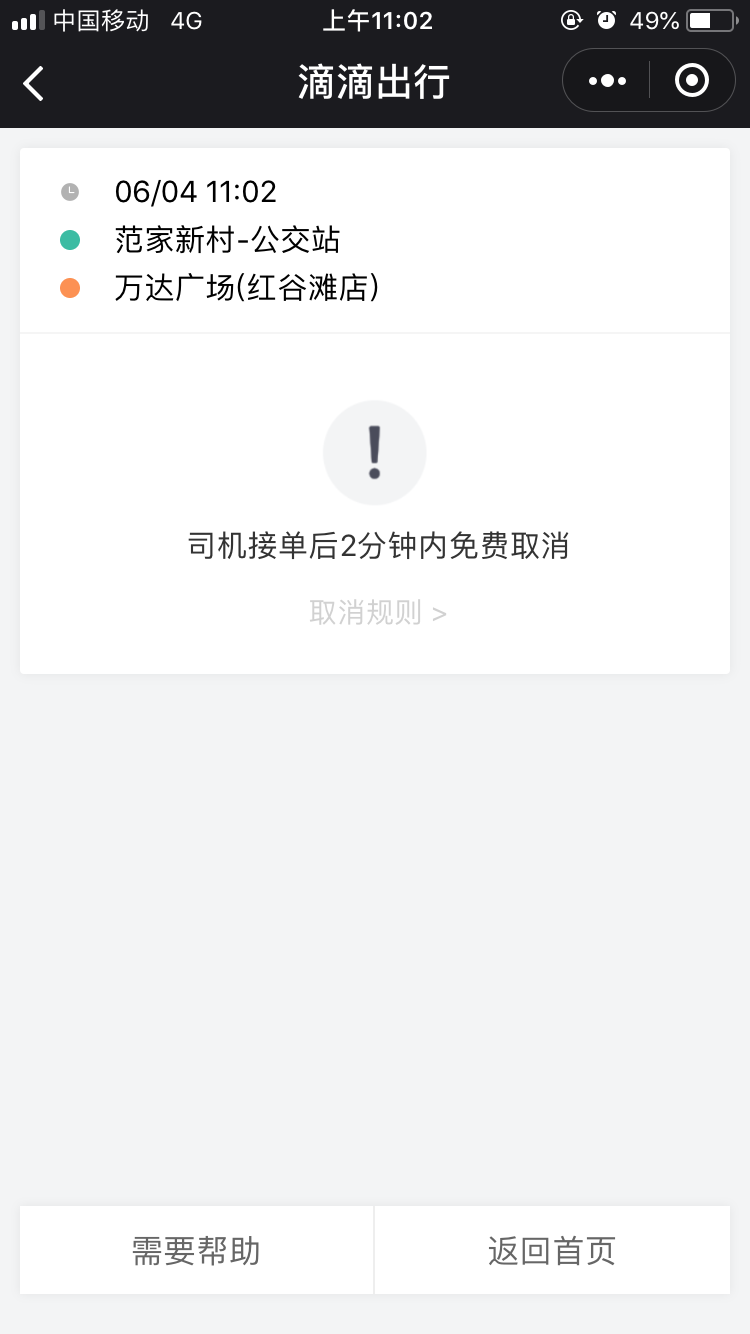 中国移动 4G 上午11:02 49%
滴滴出行
06/04 11:02
范家新村-公交站
万达广场(红谷滩店)
司机接单后2分钟内免费取消
取消规则 >
需要帮助 返回首页